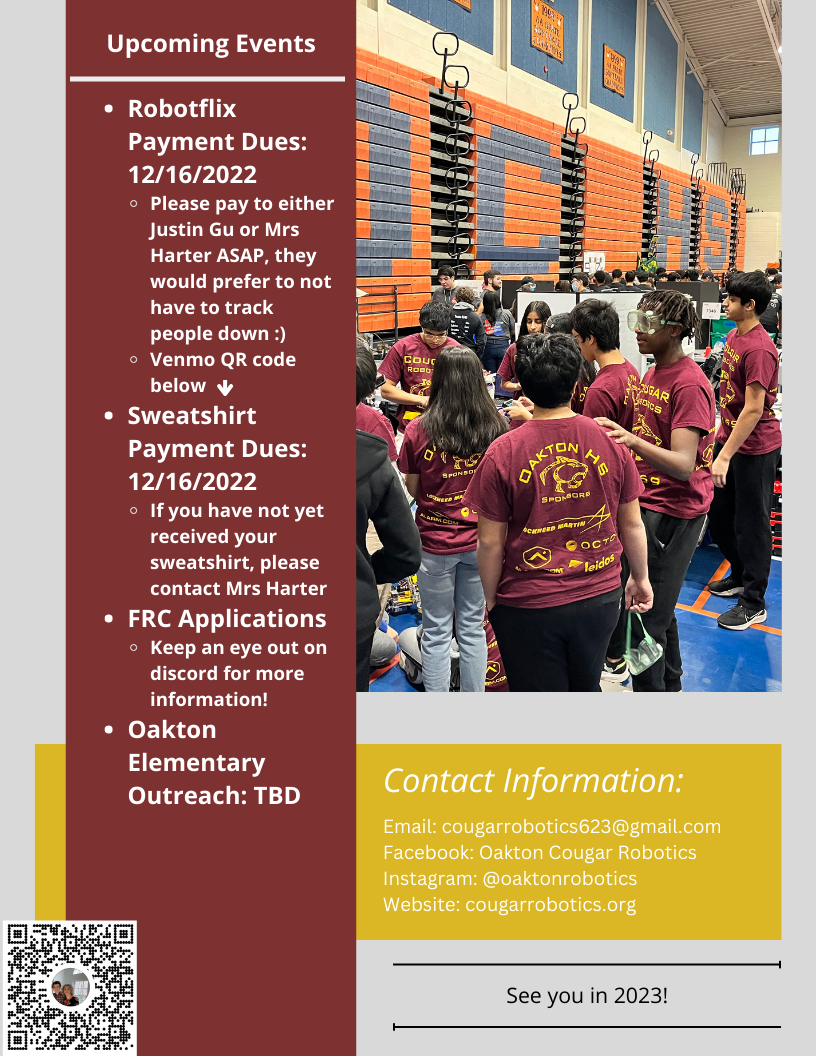 Upcoming Events
• Robotflix
Payment Dues:
12/16/2022
◦ Please pay to either
Justin Gu or Mrs
Harter ASAP, they
would prefer to not
have to track
people down :)
◦ Venmo QR code
below
• Sweatshirt
Payment Dues:
12/16/2022
◦ If you have not yet
received your
sweatshirt, please
contact Mrs Harter
• FRC Applications
◦ Keep an eye out on
discord for more
information!
• Oakton
Elementary
Outreach: TBD
HS
OAKTON HS
SPONSORS
LOCKHEED MARTIN
OCTO
leidos
Contact Information:
Email: cougarrobotics623@gmail.com
Facebook: Oakton Cougar Robotics
Instagram: @oaktonrobotics
Website: cougarrobotics.org
See you in 2023!